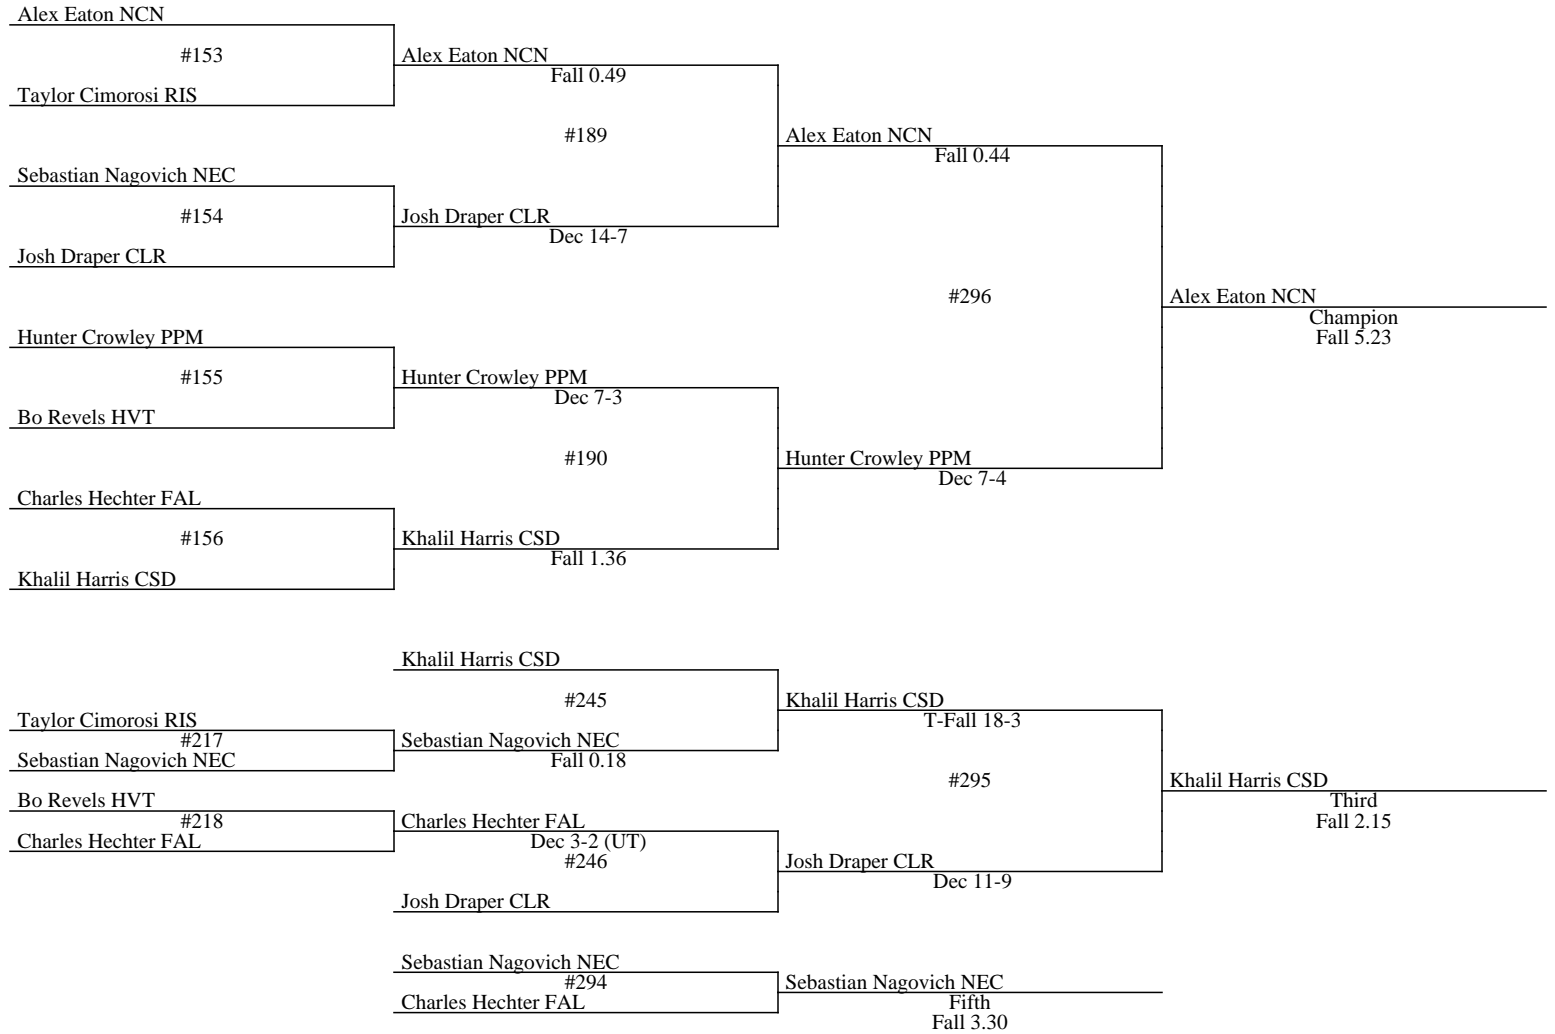 Alex Eaton NCN
#153
Taylor Cimorosi RIS
Alex Eaton NCN
Fall 0.49
#189
Sebastian Nagovich NEC
#154
Josh Draper CLR
Josh Draper CLR
Dec 14-7
Alex Eaton NCN
Fall 0.44
#296
Hunter Crowley PPM
#155
Bo Revels HVT
Hunter Crowley PPM
Dec 7-3
#190
Charles Hechter FAL
#156
Khalil Harris CSD
Khalil Harris CSD
Fall 1.36
Hunter Crowley PPM
Dec 7-4
Alex Eaton NCN
Champion
Fall 5.23
Khalil Harris CSD
#245
Taylor Cimorosi RIS
#217
Sebastian Nagovich NEC
Sebastian Nagovich NEC
Fall 0.18
Khalil Harris CSD
T-Fall 18-3
#295
Bo Revels HVT
#218
Charles Hechter FAL
Charles Hechter FAL
Dec 3-2 (UT)
#246
Josh Draper CLR
Josh Draper CLR
Dec 11-9
Khalil Harris CSD
Third
Fall 2.15
Sebastian Nagovich NEC
#294
Charles Hechter FAL
Sebastian Nagovich NEC
Fifth
Fall 3.30